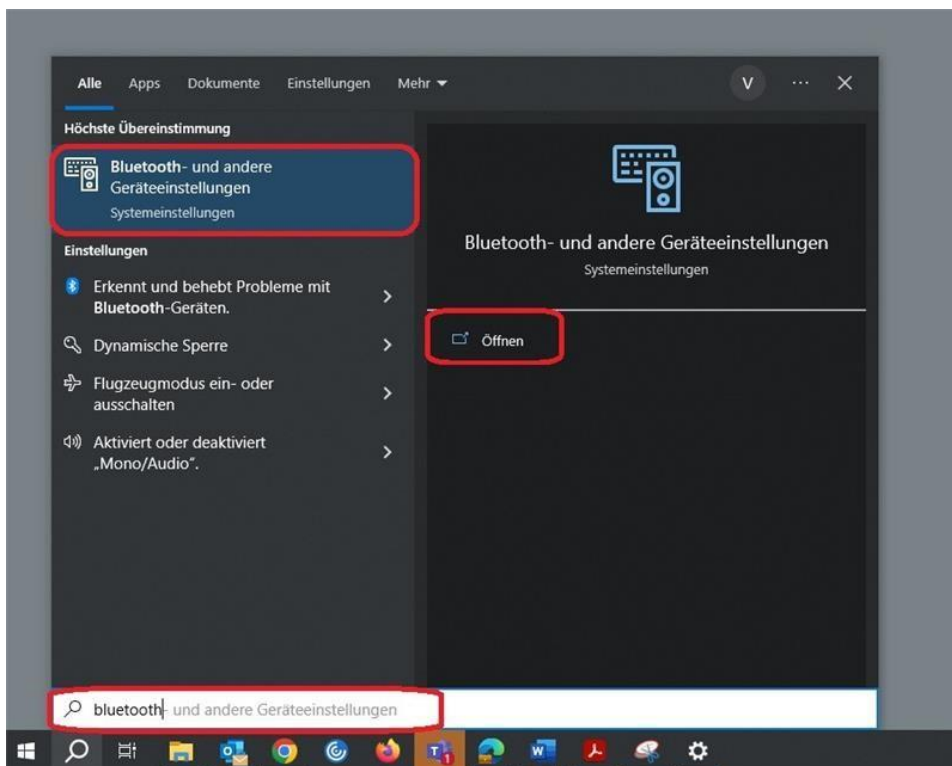 Alle Apps Dokumente Einstellungen Mehr V ...
Höchste Übereinstimmung
Bluetooth- und andere
Geräteeinstellungen
Systemeinstellungen
Einstellungen
Erkennt und behebt Probleme mit
Bluetooth-Geräten.
Dynamische Sperre
Flugzeugmodus ein- oder
ausschalten
Aktiviert oder deaktiviert
„Mono/Audio“.
Bluetooth- und andere Geräteeinstellungen
Systemeinstellungen
Öffnen
bluetooth- und andere Geräteeinstellungen
1